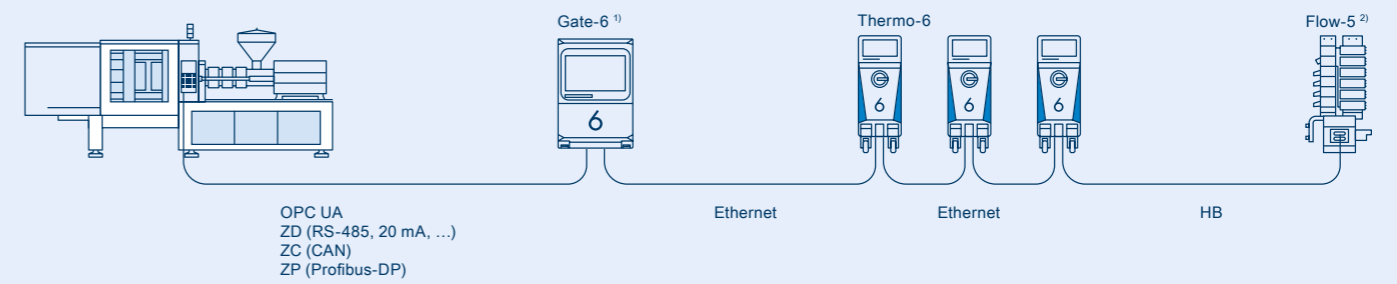 Gate-6 1)
Thermo-6
Flow-5 2)
6
6
6
6
Ethernet
Ethernet
HB
OPC UA
ZD (RS-485, 20 mA, ...)
ZC (CAN)
ZP (Profibus-DP)